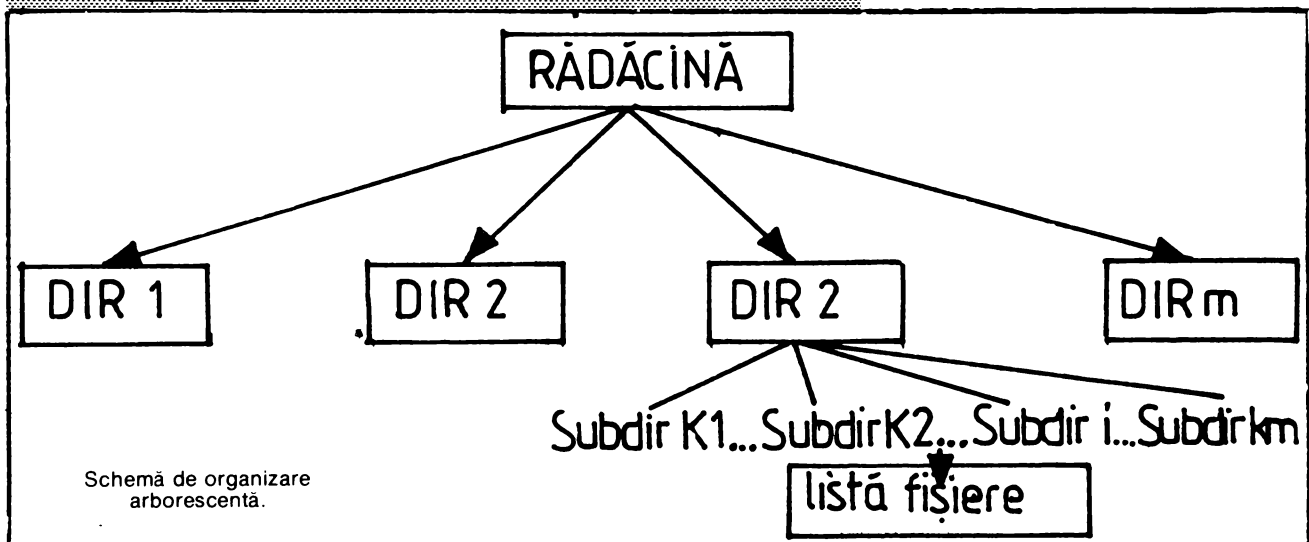 RĂDĂCINĂ
DIR 1 DIR 2 DIR 2 DIR m
Subdir K1... Subdir K2... Subdir i... Subdir km
listă fișiere
Schemă de organizare
arborescentă.